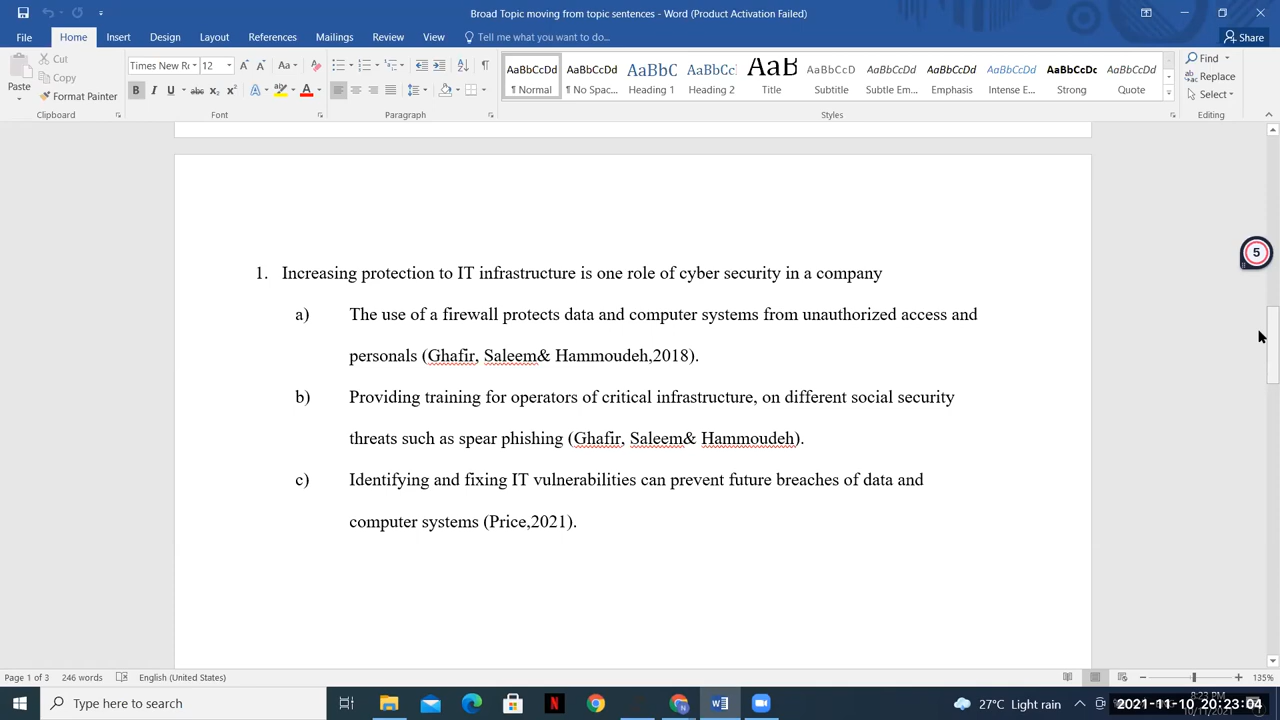 Broad Topic moving from topic sentences - Word (Product Activation Failed)
File Home Insert Design Layout References Mailings Review View Tell me what you want to do... Share
Cut
Copy
Format Painter
Paste
Times New Ro 12
AaBbCcDd AaBbCcDd AaBbC AaBbCc AaB AaBbCcD AaBbCcDd AaBbCcDd AaBbCcDd AaBbCcDc AaBbCcDd
¶ Normal ¶ No Spac... Heading 1 Heading 2 Title Subtitle Subtle Em... Emphasis Intense E... Strong Quote
Find
Replace
Select
Clipboard Font Paragraph Styles Editing
1. Increasing protection to IT infrastructure is one role of cyber security in a company
a) The use of a firewall protects data and computer systems from unauthorized access and
personals (Ghafir, Saleem& Hammoudeh,2018).
b) Providing training for operators of critical infrastructure, on different social security
threats such as spear phishing (Ghafir, Saleem& Hammoudeh).
c) Identifying and fixing IT vulnerabilities can prevent future breaches of data and
computer systems (Price,2021).
5
Page 1 of 3 246 words English (United States) 135%
Type here to search
27°C Light rain
8:23 PM
2021-11-10 20:23:04